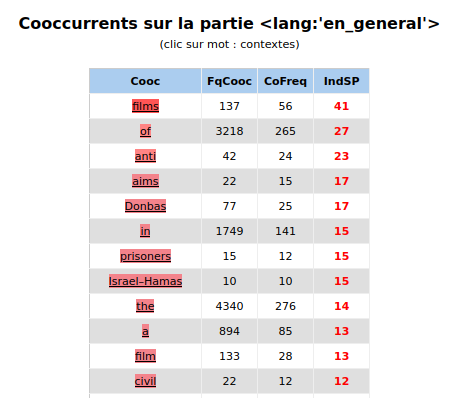 Cooccurrents sur la partie <lang:'en_general'>
(clic sur mot : contextes)
Cooc FqCooc CoFreq IndSP
films 137 56 41
of 3218 265 27
anti 42 24 23
aims 22 15 17
Donbas 77 25 17
in 1749 141 15
prisoners 15 12 15
Israel–Hamas 10 10 15
the 4340 276 14
a 894 85 13
film 133 28 13
civil 22 12 12